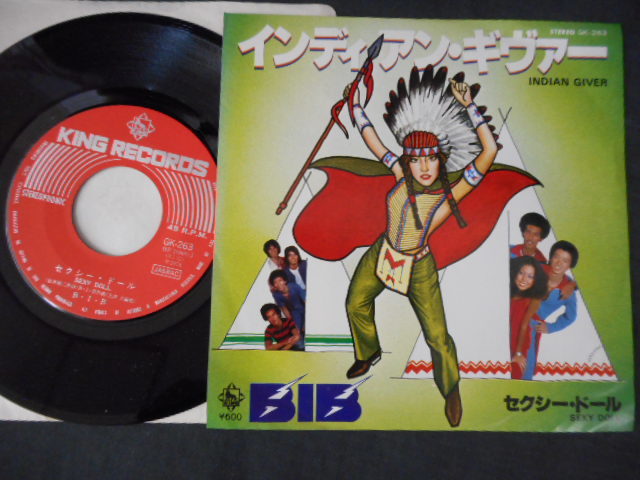 KING RECORDS
STEREOPHONIC
45 R.P.M.
GK-263
JASRAC
セクシー・ドール
SEXY DOLL
B・I・B
STEREO GK-263
インディアン・ギヴァー
INDIAN GIVER
¥600
BIB
セクシー・ドール
SEXY DOLL